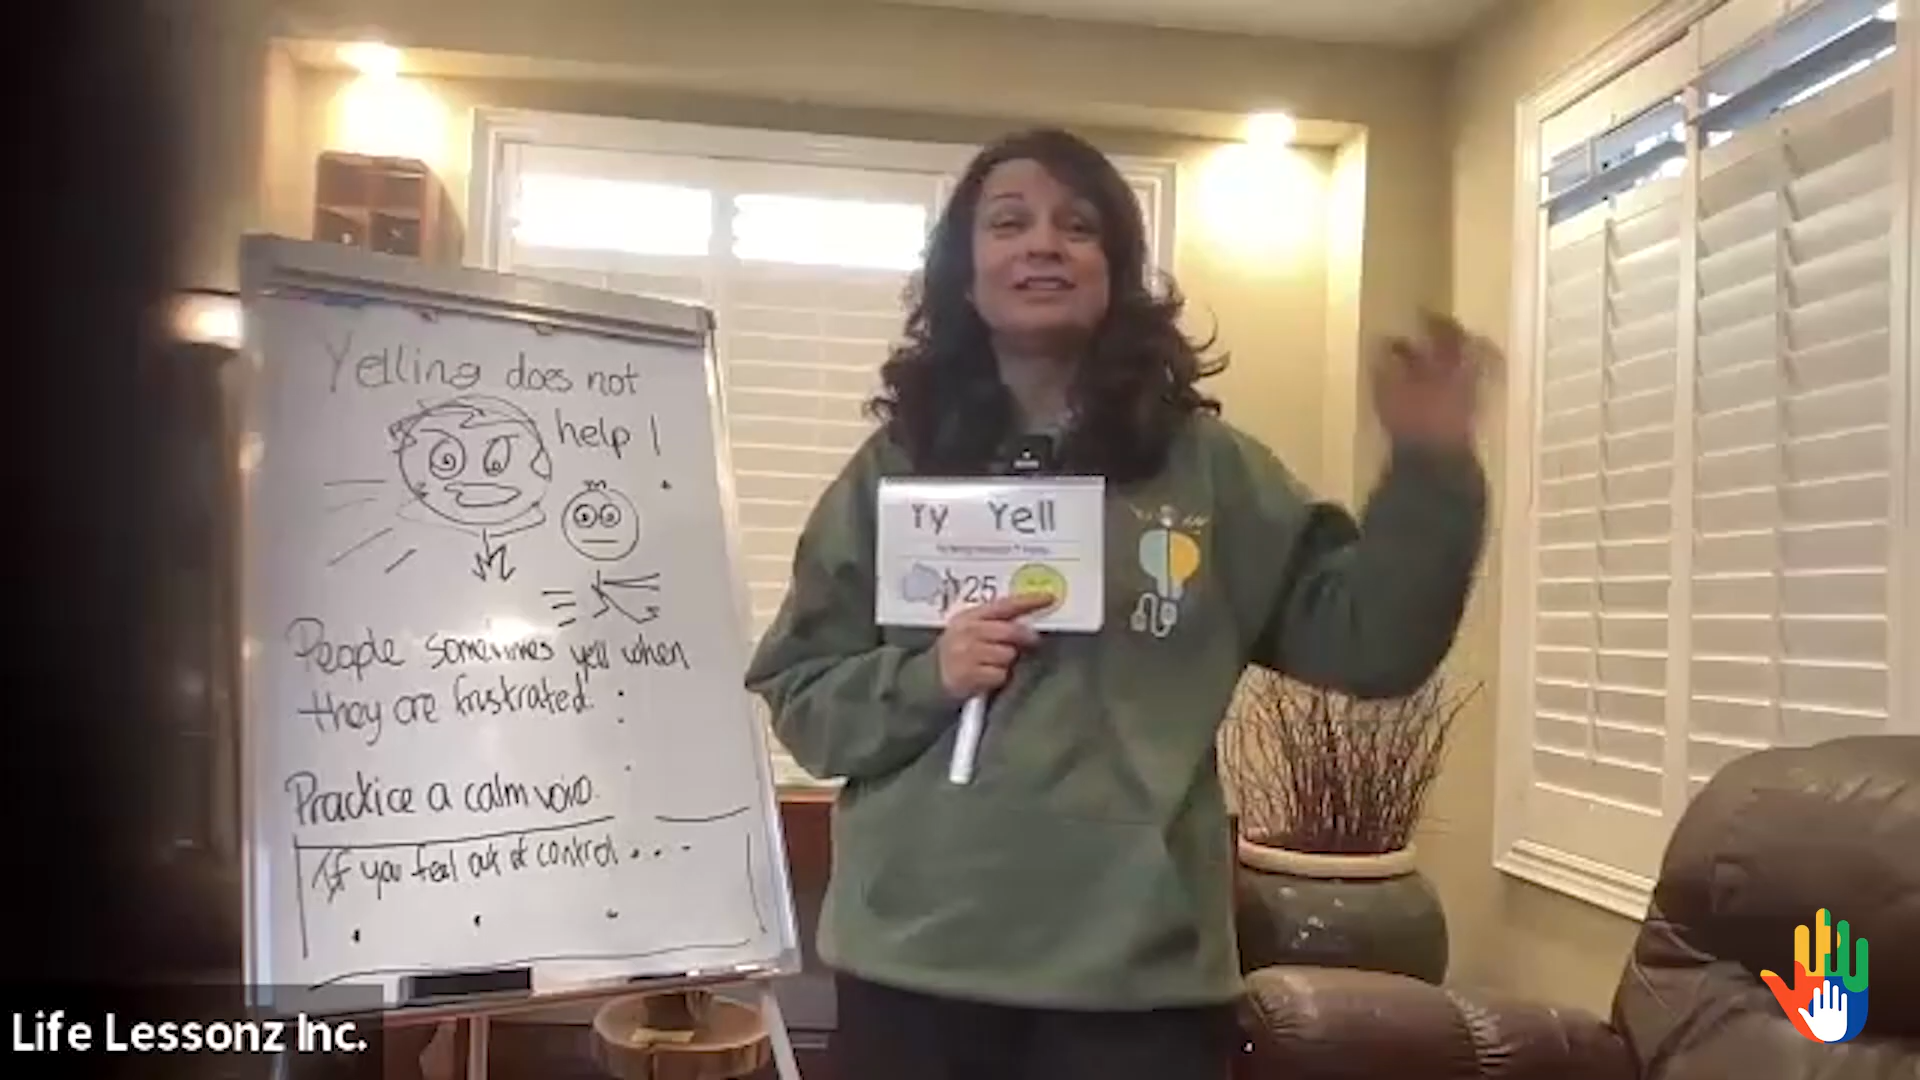 Yelling does not
help !
People sometimes yell when
they are frustrated.
Practice a calm voice.
If you feel out of control . . .
Yy Yell
25
Life Lessonz Inc.